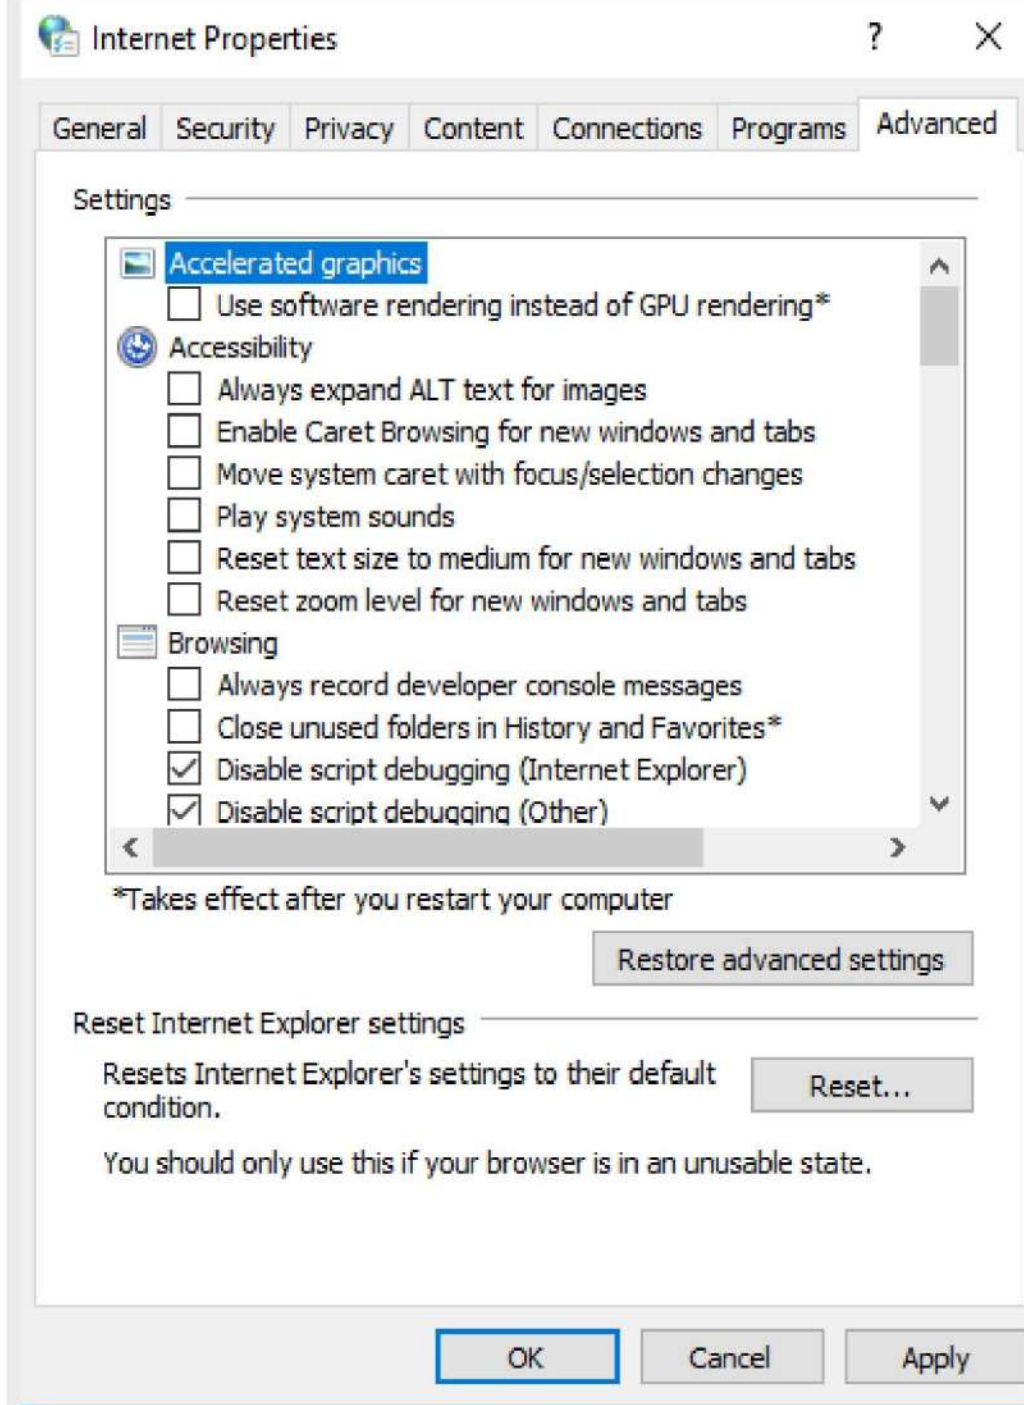 Internet Properties
?
General Security Privacy Content Connections Programs Advanced
Settings
Accelerated graphics
Use software rendering instead of GPU rendering*
Accessibility
Always expand ALT text for images
Enable Caret Browsing for new windows and tabs
Move system caret with focus/selection changes
Play system sounds
Reset text size to medium for new windows and tabs
Reset zoom level for new windows and tabs
Browsing
Always record developer console messages
Close unused folders in History and Favorites*
Disable script debugging (Internet Explorer)
Disable script debugging (Other)
*Takes effect after you restart your computer
Restore advanced settings
Reset Internet Explorer settings
Resets Internet Explorer's settings to their default
condition.
Reset...
You should only use this if your browser is in an unusable state.
OK Cancel Apply